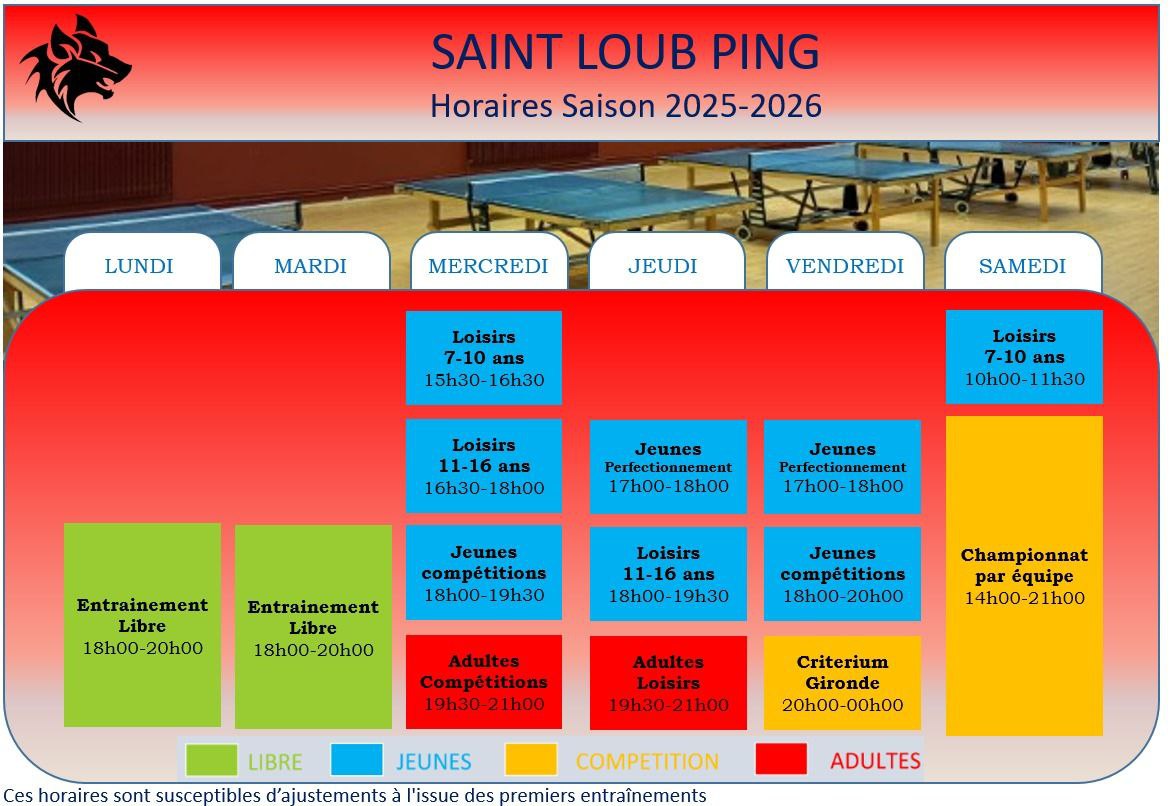 SAINT LOUB PING
Horaires Saison 2025-2026
LUNDI
MARDI
MERCREDI
JEUDI
VENDREDI
SAMEDI
Entrainement
Libre
18h00-20h00
Entrainement
Libre
18h00-20h00
Loisirs
7-10 ans
15h30-16h30
Loisirs
11-16 ans
16h30-18h00
Jeunes
compétitions
18h00-19h30
Adultes
Compétitions
19h30-21h00
Jeunes
Perfectionnement
17h00-18h00
Loisirs
11-16 ans
18h00-19h30
Adultes
Loisirs
19h30-21h00
Jeunes
Perfectionnement
17h00-18h00
Jeunes
compétitions
18h00-20h00
Criterium
Gironde
20h00-00h00
Loisirs
7-10 ans
10h00-11h30
Championnat
par équipe
14h00-21h00
LIBRE
JEUNES
COMPETITION
ADULTES
Ces horaires sont susceptibles d’ajustements à l'issue des premiers entraînements